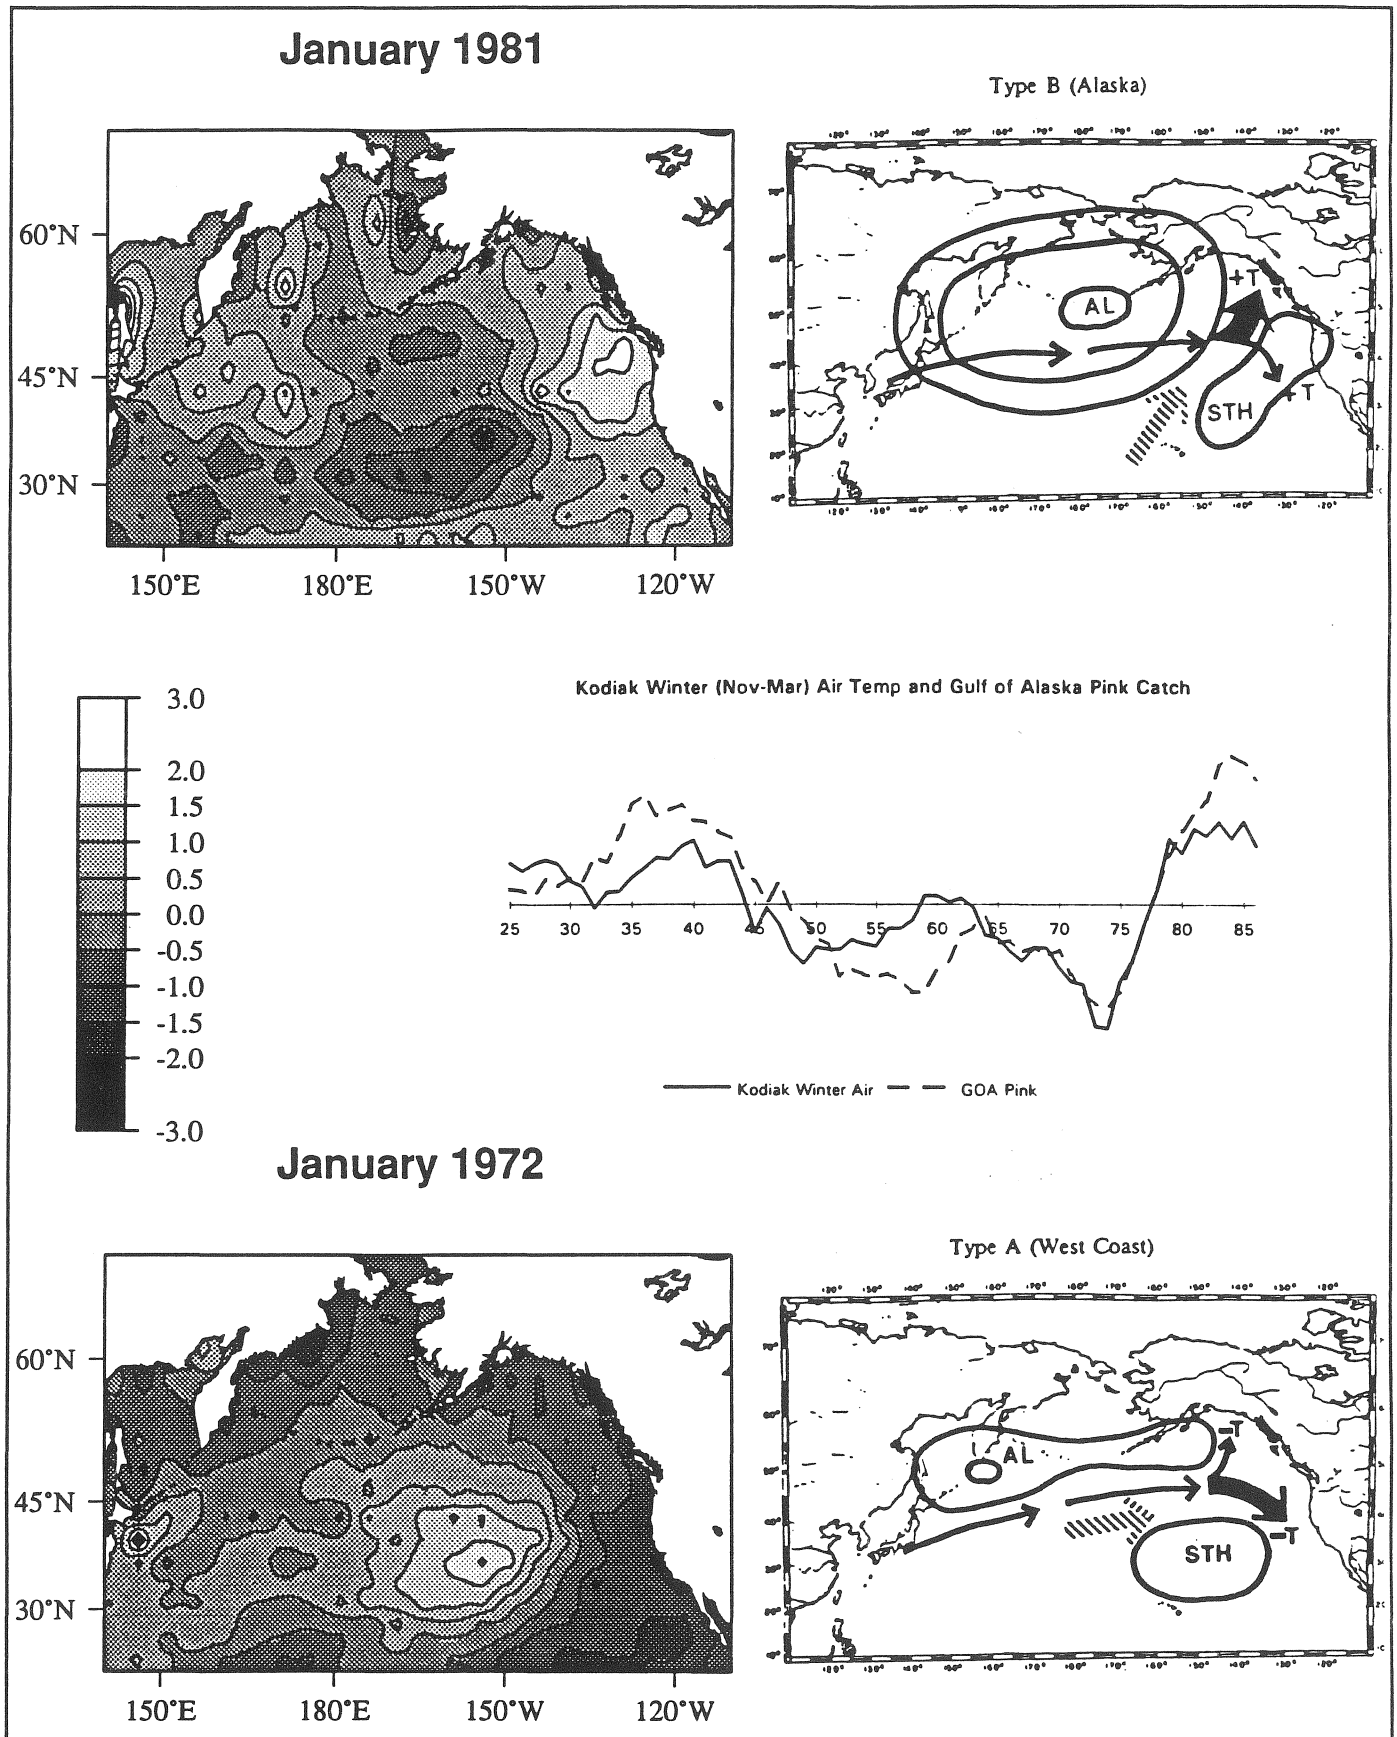 January 1981
Type B (Alaska)
60°N
45°N
30°N
150°E 180°E 150°W 120°W
AL
+T
+T
STH
Kodiak Winter (Nov-Mar) Air Temp and Gulf of Alaska Pink Catch
3.0
2.0
1.5
1.0
0.5
0.0
-0.5
-1.0
-1.5
-2.0
-3.0
25 30 35 40 45 50 55 60 65 70 75 80 85
Kodiak Winter Air GOA Pink
January 1972
Type A (West Coast)
60°N
45°N
30°N
150°E 180°E 150°W 120°W
AL
-T
-T
STH